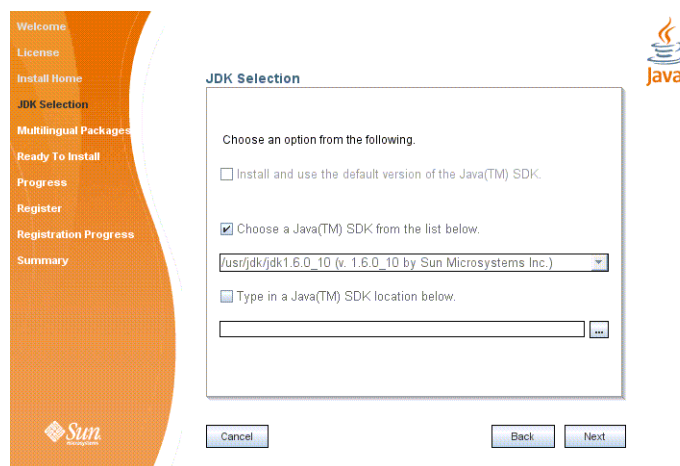 Welcome
License
Install Home
JDK Selection
Multilingual Packages
Ready To Install
Progress
Register
Registration Progress
Summary
Sun
microsystems
Java
JDK Selection
Choose an option from the following.
Install and use the default version of the Java(TM) SDK.
Choose a Java(TM) SDK from the list below.
/usr/jdk/jdk1.6.0_10 (v. 1.6.0_10 by Sun Microsystems Inc.)
Type in a Java(TM) SDK location below.
...
Cancel
Back
Next